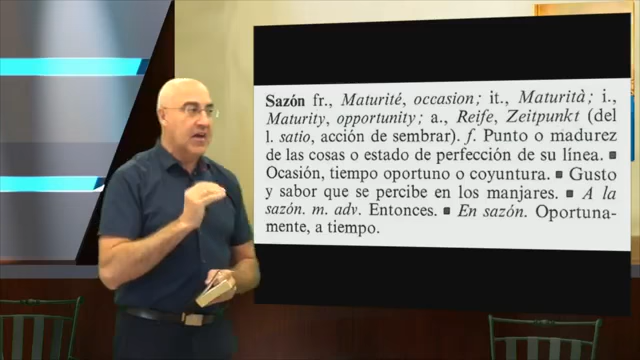 Sazón fr., Maturité, occasion; it., Maturità; i.,
Maturity, opportunity; a., Reife, Zeitpunkt (del
l. satio, acción de sembrar). f. Punto o madurez
de las cosas o estado de perfección de su línea. ■
Ocasión, tiempo oportuno o coyuntura. ■ Gusto
y sabor que se percibe en los manjares. ■ A la
sazón. m. adv. Entonces. ■ En sazón. Oportuna-
mente, a tiempo.